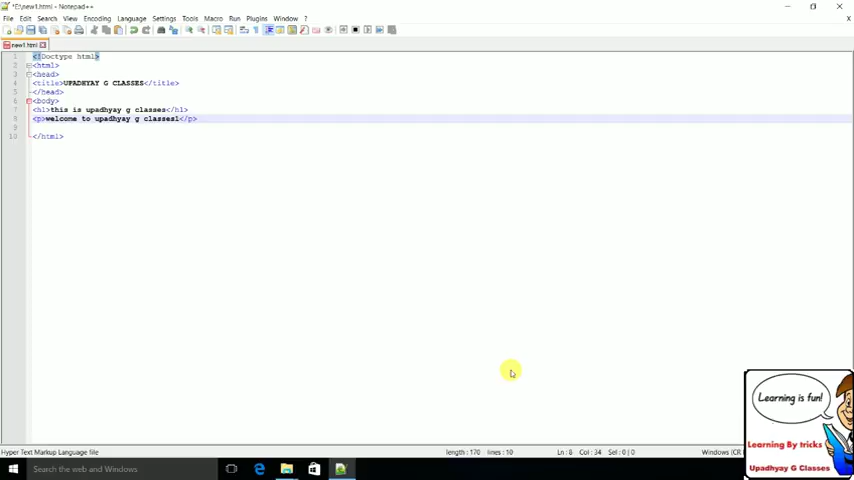 *E:\new1.html - Notepad++
File Edit Search View Encoding Language Settings Tools Macro Run Plugins Window ?
X
new1.html
1 <!Doctype html>
2 <html>
3 <head>
4 <title>UPADHYAY G CLASSES</title>
5 </head>
6 <body>
7 <h1>this is upadhyay g classes</h1>
8 <p>welcome to upadhyay g classes1</p>
9
10 </html>
Learning is fun!
Learning By tricks
Upadhyay G Classes
Hyper Text Markup Language file length : 170 lines : 10 Ln : 8 Col : 34 Sel : 0 | 0 Windows (CR
Search the web and Windows